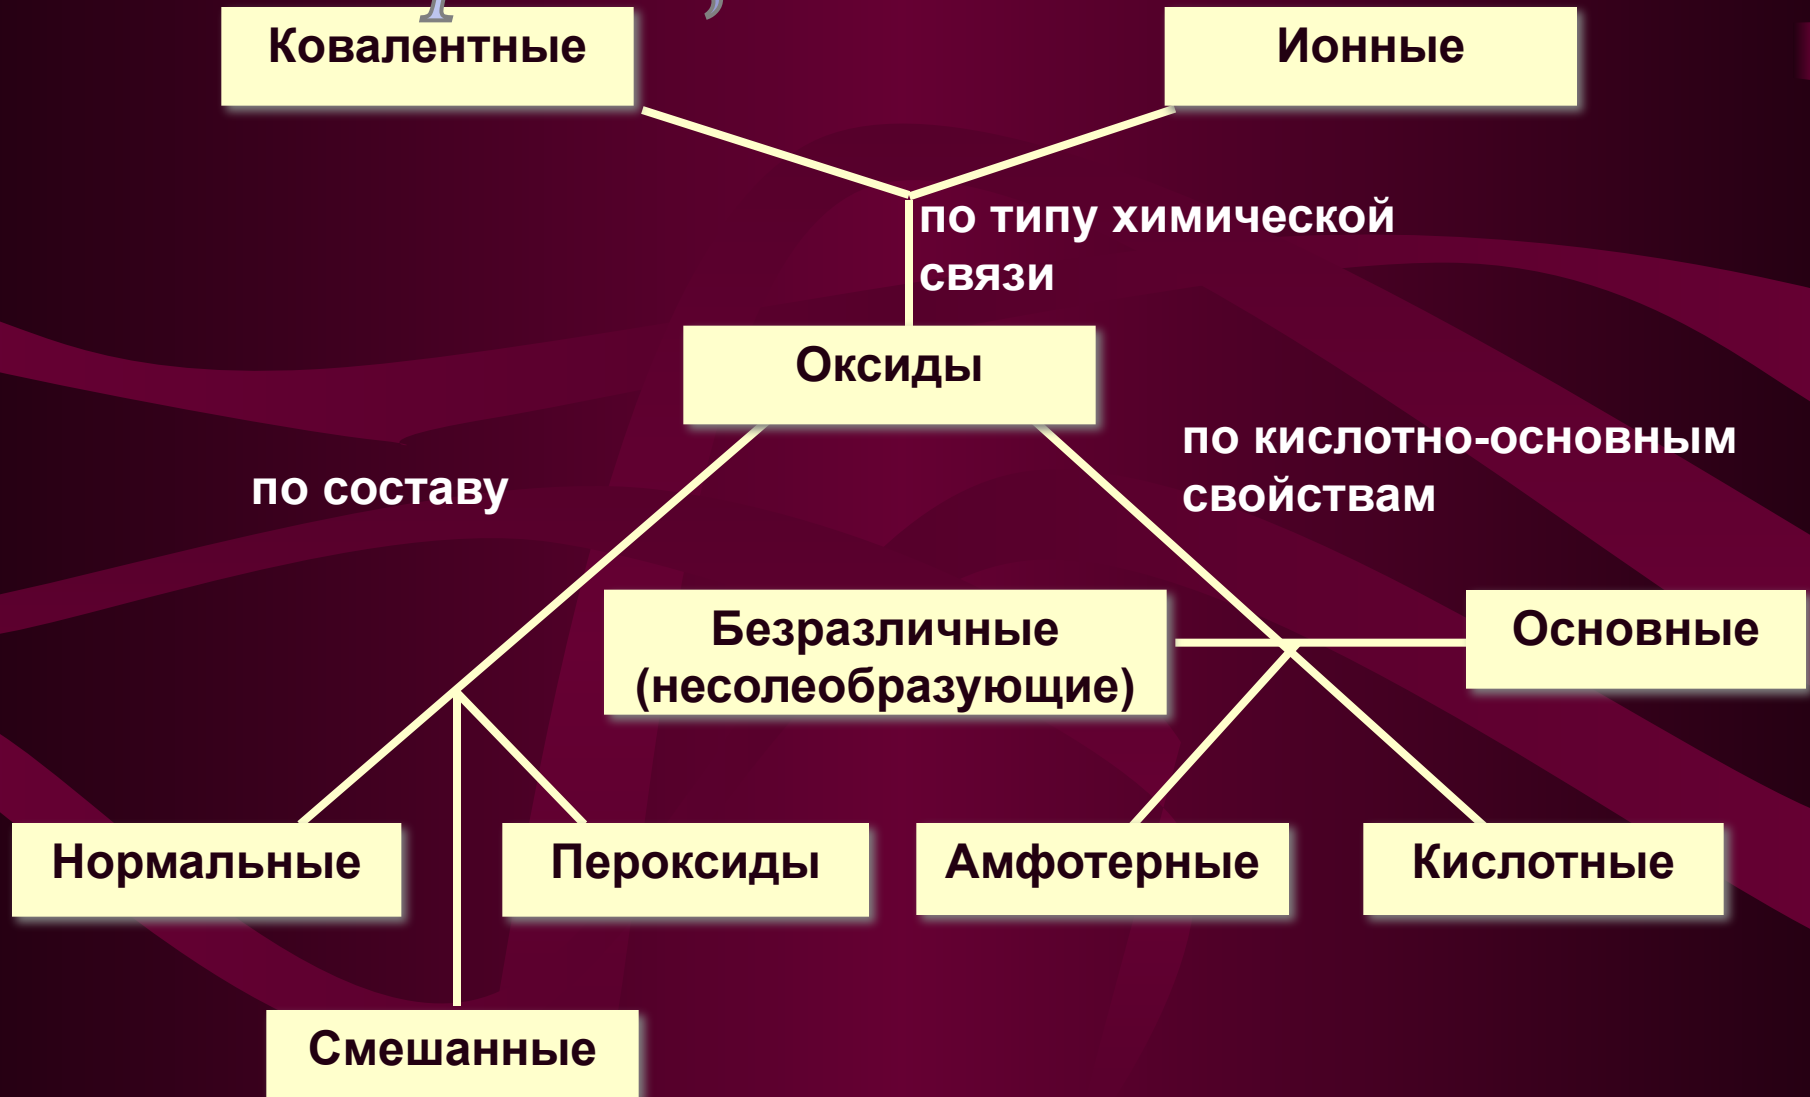 Ковалентные
Ионные
по типу химической
связи
Оксиды
по составу
по кислотно-основным
свойствам
Безразличные
(несолеобразующие)
Основные
Нормальные
Пероксиды
Амфотерные
Кислотные
Смешанные